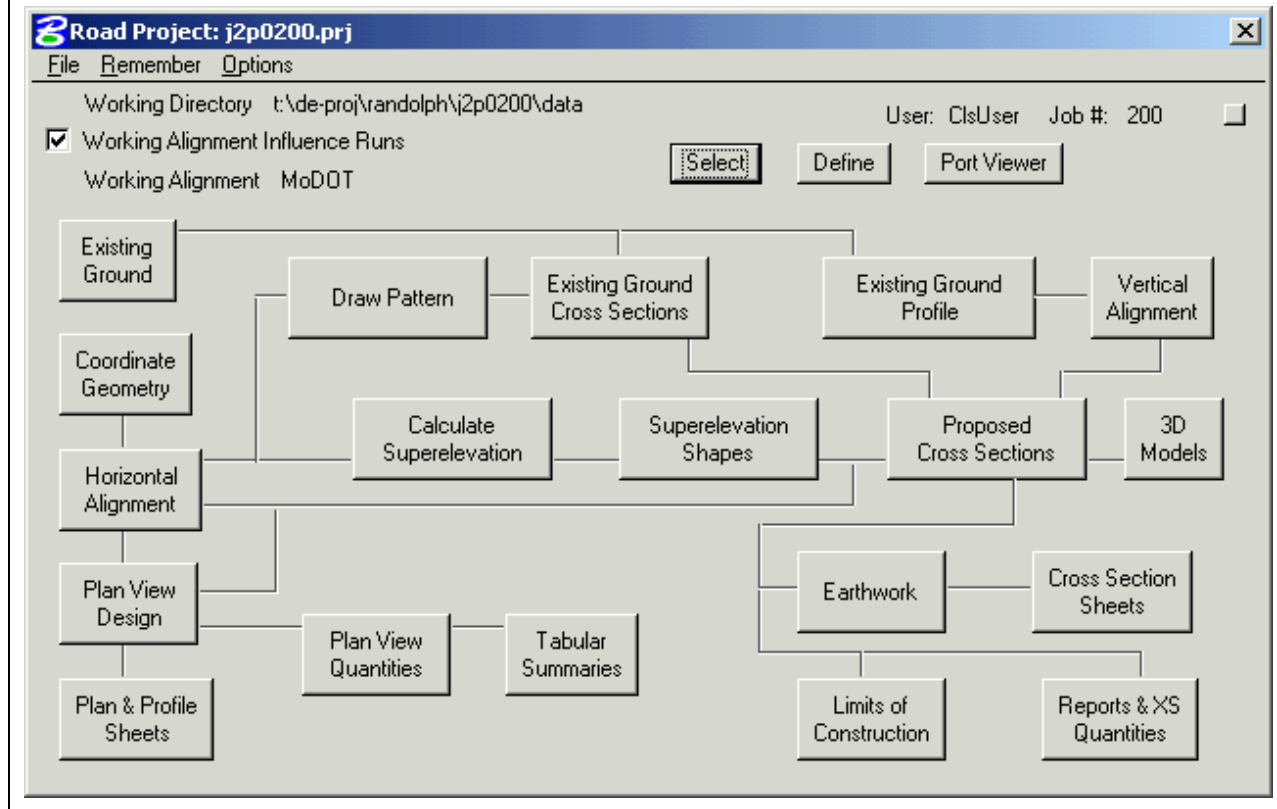 Road Project: j2p0200.prj
File Remember Options
Working Directory t:\de-proj\randolph\j2p0200\data
User: ClsUser Job #: 200
Working Alignment Influence Runs
Select Define Port Viewer
Working Alignment MoDOT
Existing
Ground
Draw Pattern
Existing Ground
Cross Sections
Existing Ground
Profile
Vertical
Alignment
Coordinate
Geometry
Calculate
Superelevation
Superelevation
Shapes
Proposed
Cross Sections
3D
Models
Horizontal
Alignment
Plan View
Design
Earthwork
Cross Section
Sheets
Plan View
Quantities
Tabular
Summaries
Plan & Profile
Sheets
Limits of
Construction
Reports & XS
Quantities